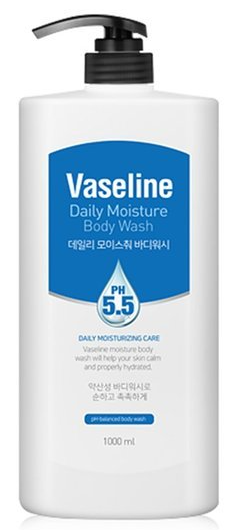 Vaseline
Daily Moisture
Body Wash
데일리 모이스춰 바디워시
PH
5.5
DAILY MOISTURIZING CARE
Vaseline moisture body
wash will help your skin calm
and properly hydrated.
약산성 바디워시로
순하고 촉촉하게
pH-balanced body wash
1000 ml